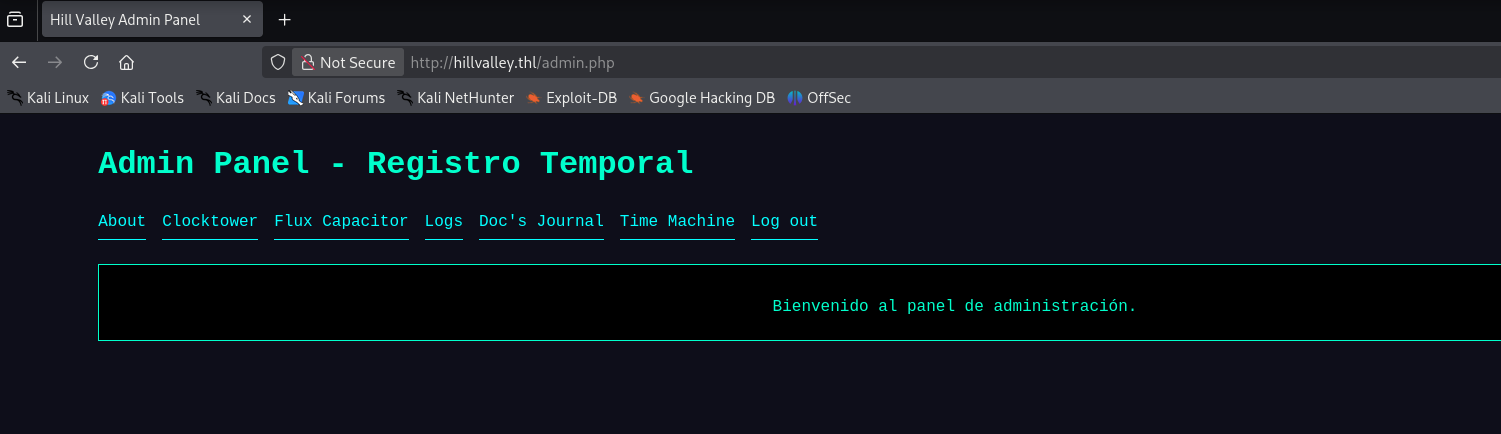 Hill Valley Admin Panel
Not Secure http://hillvalley.thl/admin.php
Kali Linux Kali Tools Kali Docs Kali Forums Kali NetHunter Exploit-DB Google Hacking DB OffSec
Admin Panel - Registro Temporal
About Clocktower Flux Capacitor Logs Doc's Journal Time Machine Log out
Bienvenido al panel de administración.